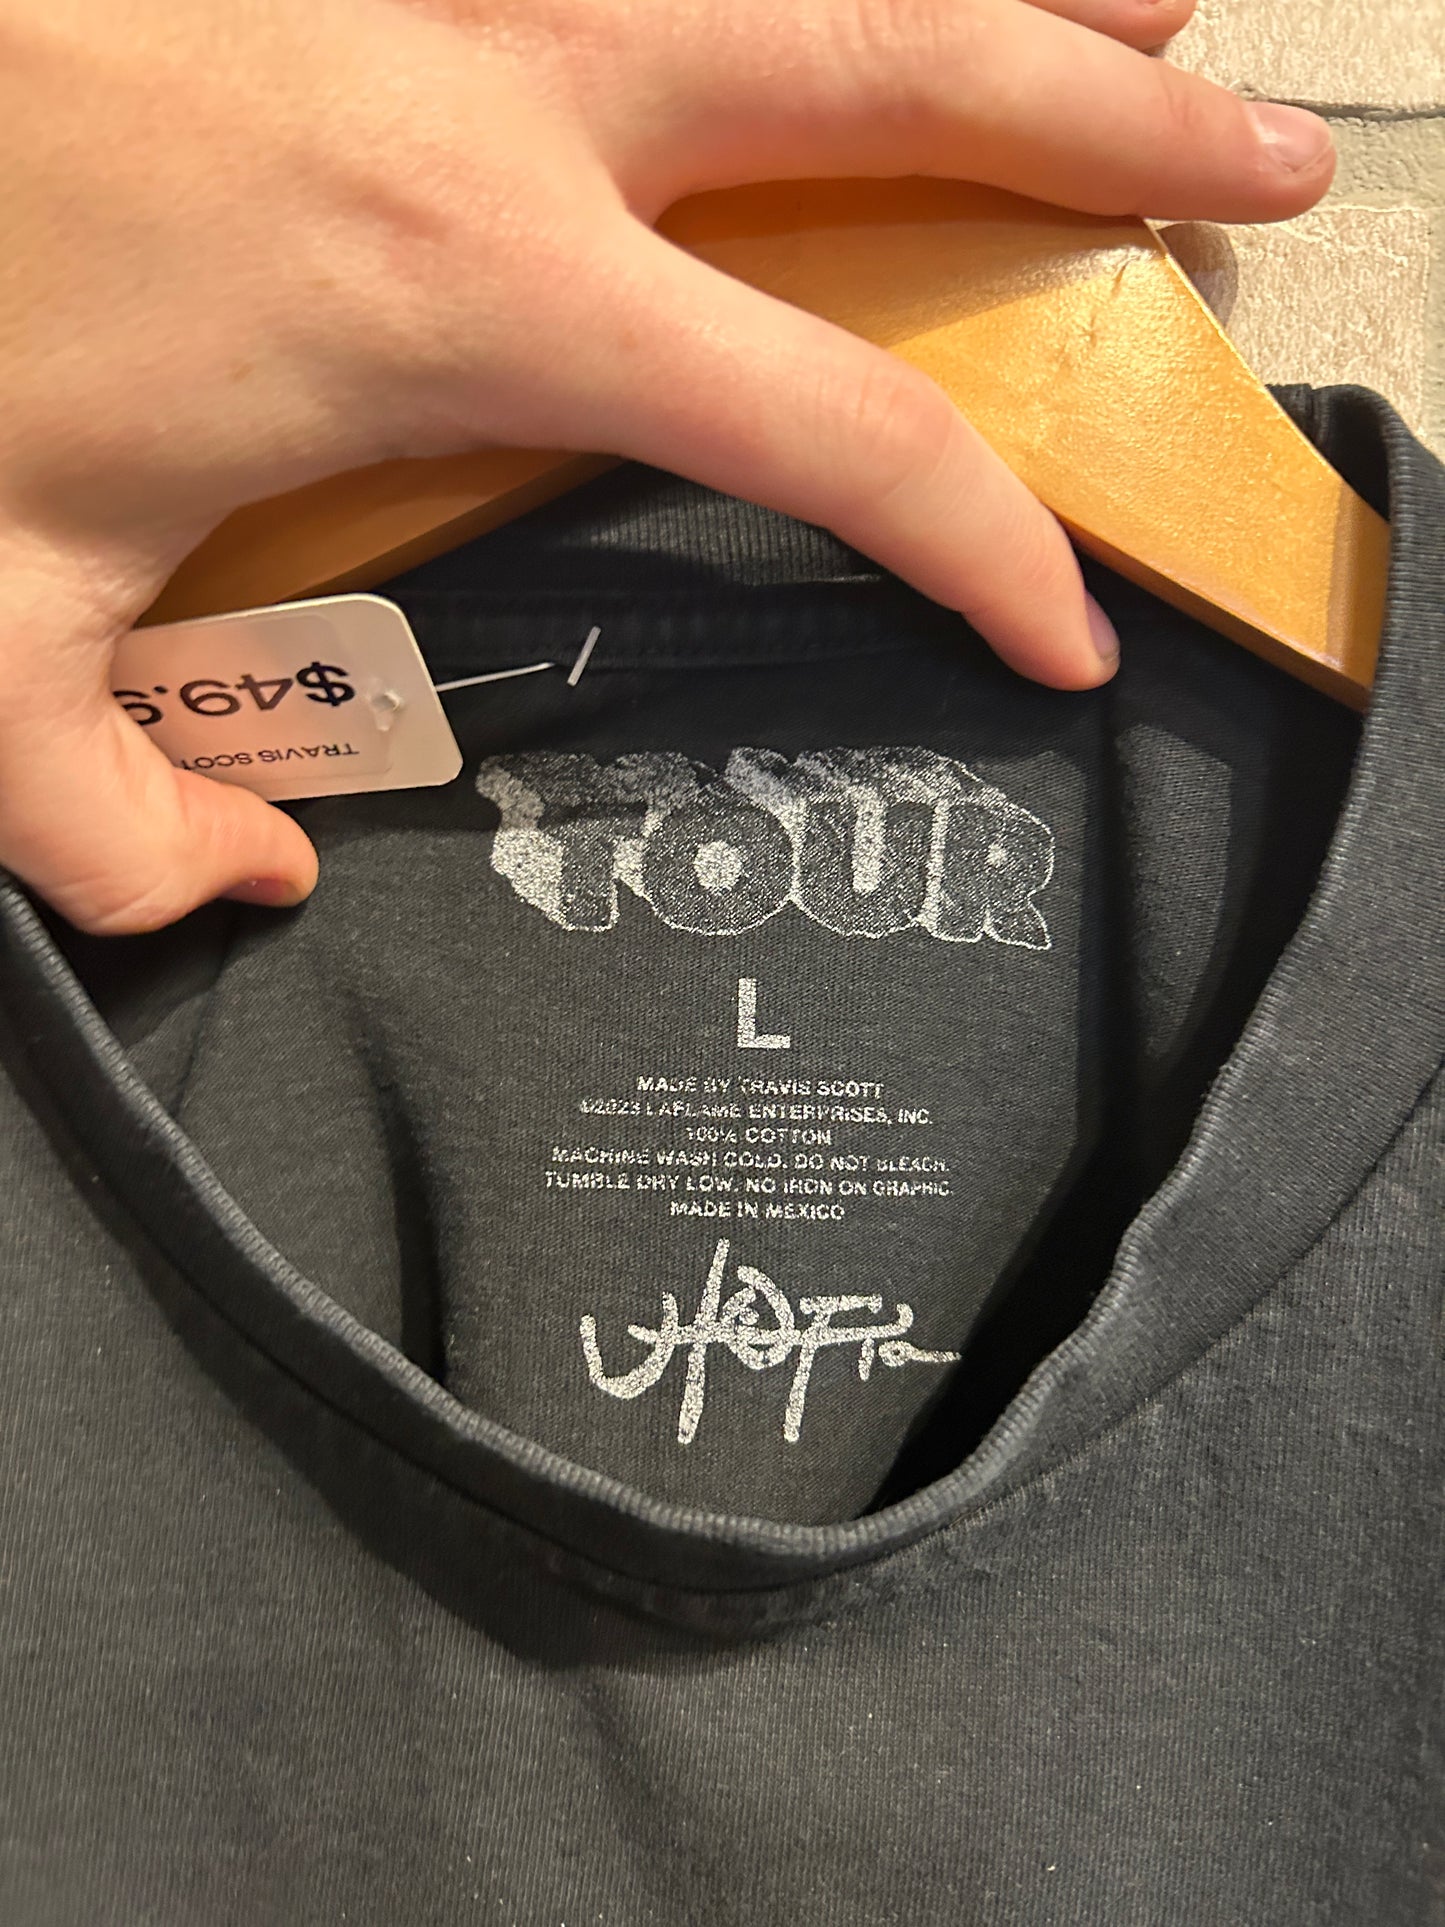 $49.9
TRAVIS SCOT
TOUR
L
MADE BY TRAVIS SCOTT
©2023 LAFLAME ENTERPRISES, INC.
100% COTTON
MACHINE WASH COLD. DO NOT BLEACH.
TUMBLE DRY LOW. NO IRON ON GRAPHIC.
MADE IN MEXICO
UTOPIA